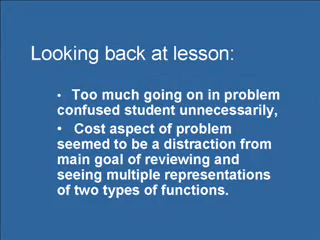 Looking back at lesson:
• Too much going on in problem
confused student unnecessarily,
• Cost aspect of problem
seemed to be a distraction from
main goal of reviewing and
seeing multiple representations
of two types of functions.